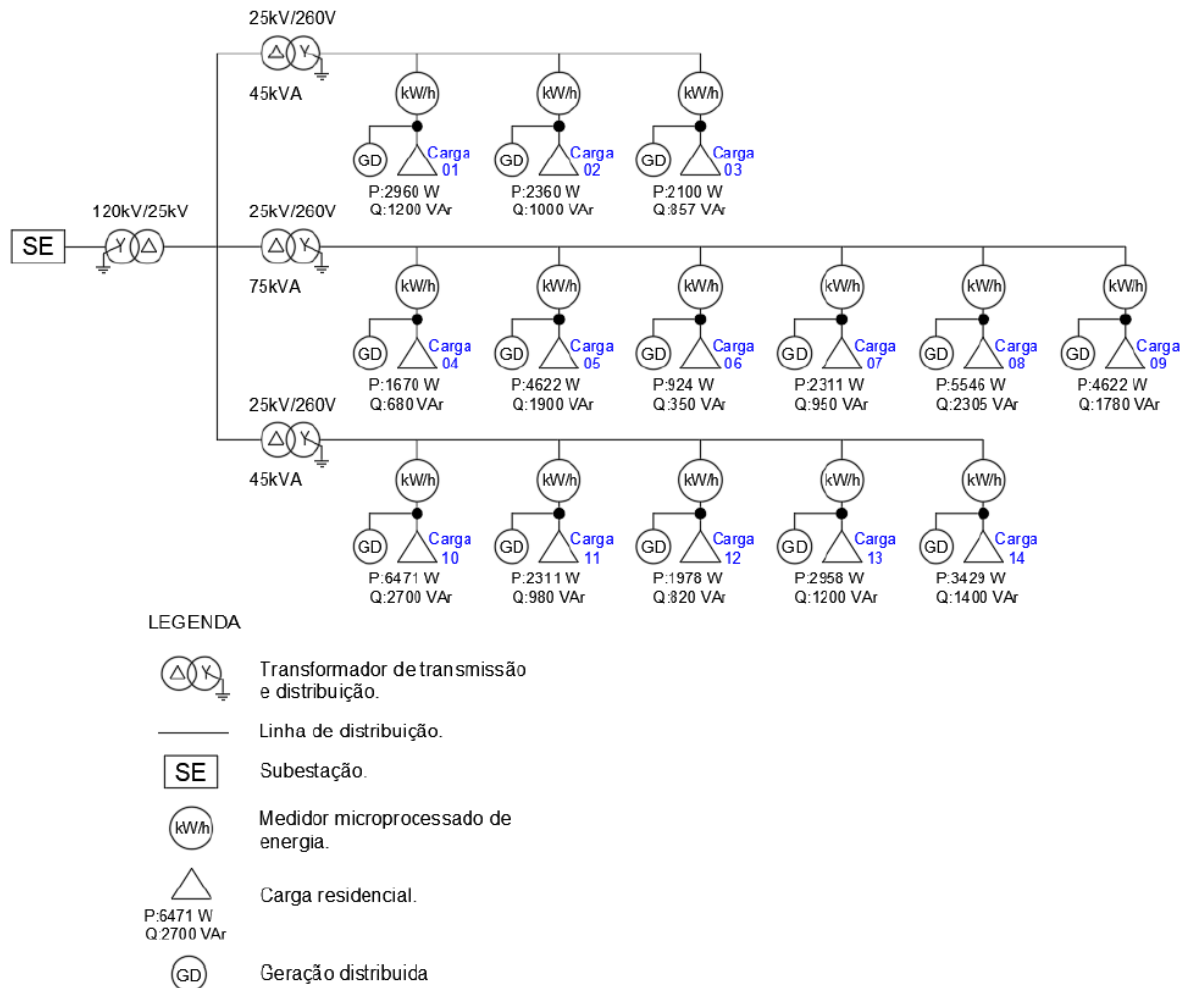 25kV/260V
45kVA
kW/h kW/h kW/h
GD Carga 01 GD Carga 02 GD Carga 03
P:2960 W P:2360 W P:2100 W
Q:1200 VAr Q:1000 VAr Q:857 VAr
120kV/25kV 25kV/260V
SE
75kVA
kW/h kW/h kW/h kW/h kW/h kW/h
GD Carga 04 GD Carga 05 GD Carga 06 GD Carga 07 GD Carga 08 GD Carga 09
P:1670 W P:4622 W P:924 W P:2311 W P:5546 W P:4622 W
Q:680 VAr Q:1900 VAr Q:350 VAr Q:950 VAr Q:2305 VAr Q:1780 VAr
25kV/260V
45kVA
kW/h kW/h kW/h kW/h kW/h
GD Carga 10 GD Carga 11 GD Carga 12 GD Carga 13 GD Carga 14
P:6471 W P:2311 W P:1978 W P:2958 W P:3429 W
Q:2700 VAr Q:980 VAr Q:820 VAr Q:1200 VAr Q:1400 VAr
LEGENDA
Transformador de transmissão
e distribuição.
Linha de distribuição.
SE Subestação.
kW/h Medidor microprocessado de
energia.
Carga residencial.
P:6471 W
Q:2700 VAr
GD Geração distribuida